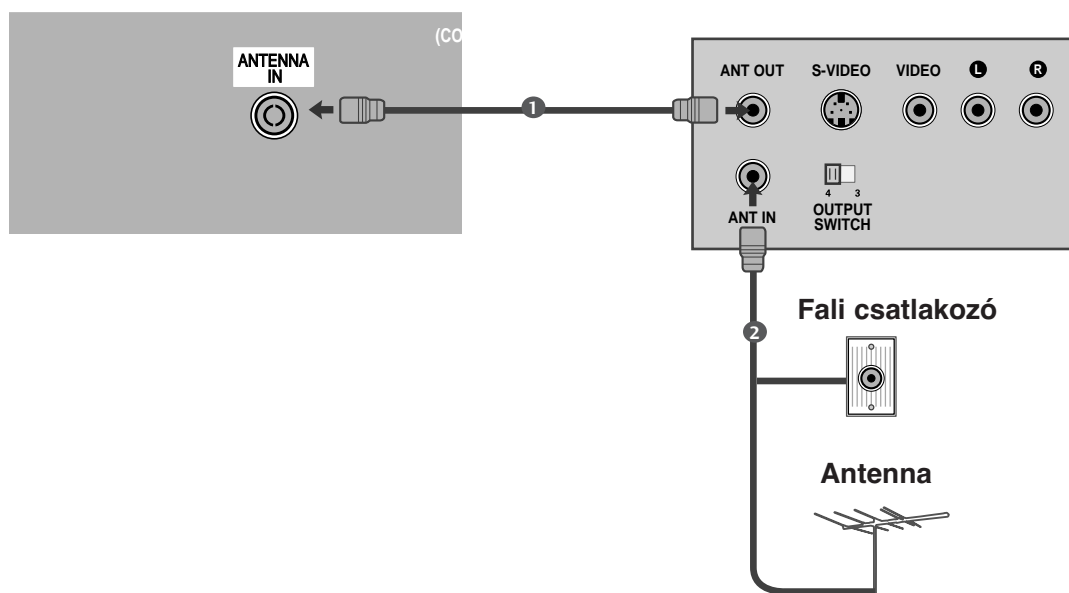 (CO
ANTENNA
IN
ANT OUT S-VIDEO VIDEO L R
1
4 3
OUTPUT
SWITCH
ANT IN
2
Fali csatlakozó
Antenna